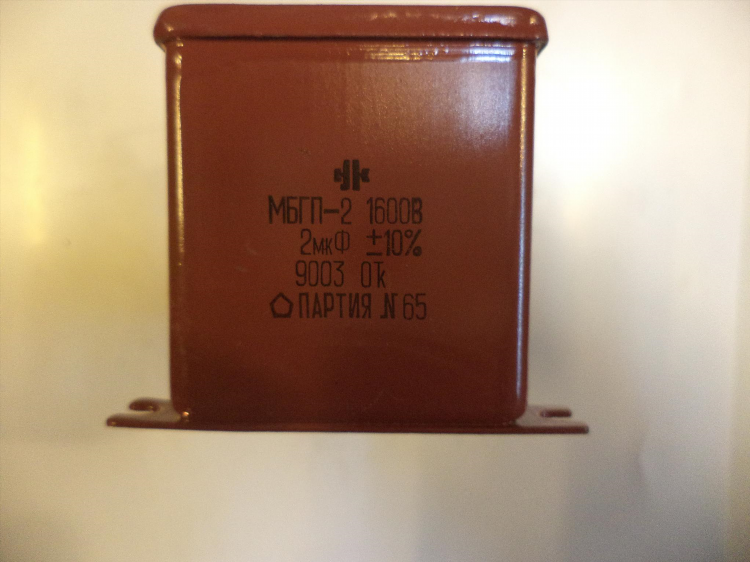 МБГП-2 1600В
2мкФ ±10%
9003 ОТК
ПАРТИЯ № 65